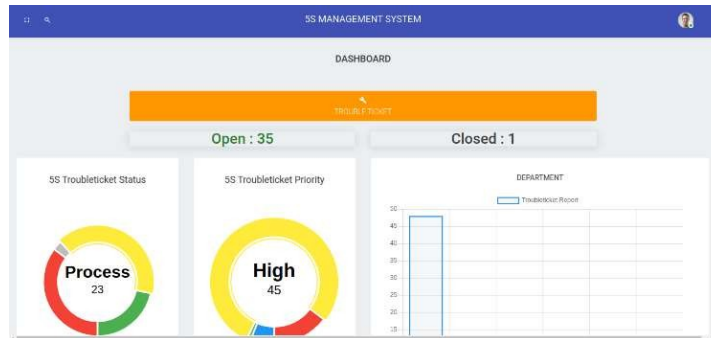 5S MANAGEMENT SYSTEM
DASHBOARD
TROUBLE TICKET
Open : 35
Closed : 1
5S Troubleticket Status
5S Troubleticket Priority
DEPARTMENT
Troubleticket Report
Process
23
High
45
50
45
40
35
30
25
20
15